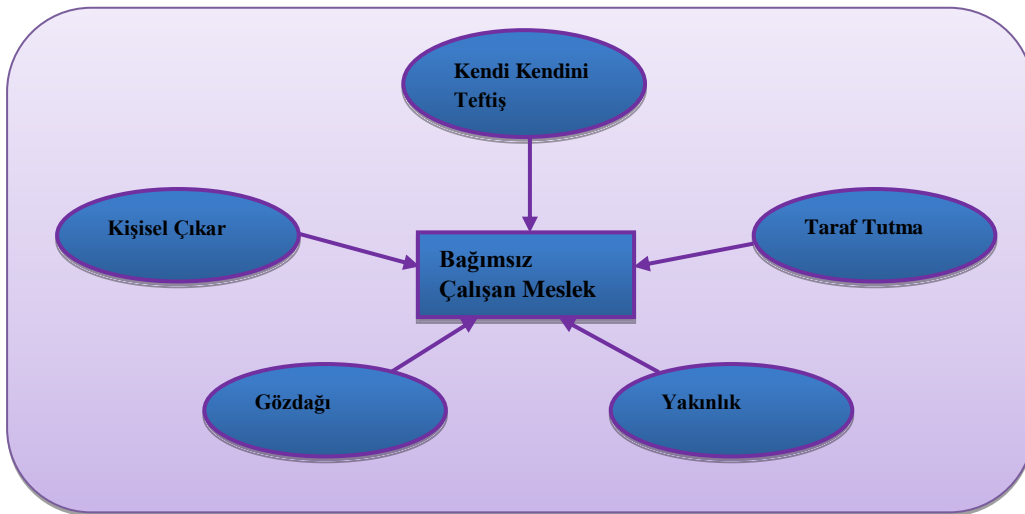 Kendi Kendini
Teftiş
Kişisel Çıkar
Taraf Tutma
Bağımsız
Çalışan Meslek
Gözdağı
Yakınlık